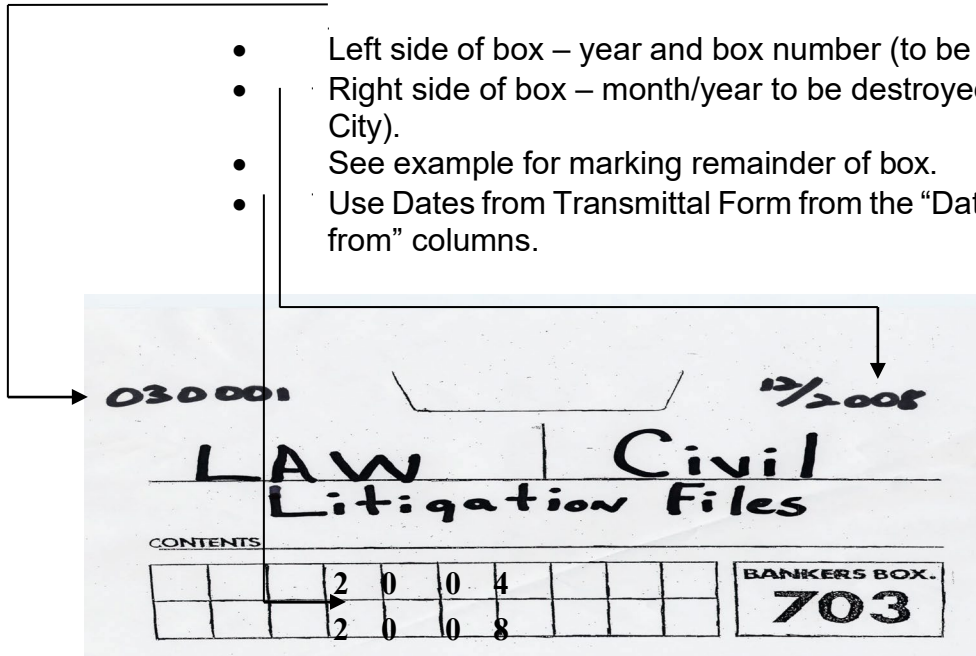 • Left side of box – year and box number (to be
• Right side of box – month/year to be destroye
City).
• See example for marking remainder of box.
• Use Dates from Transmittal Form from the “Dat
from” columns.
030001
12/2008
LAW | Civil
Litigation Files
CONTENTS
2 0 0 4
2 0 0 8
BANKERS BOX.
703